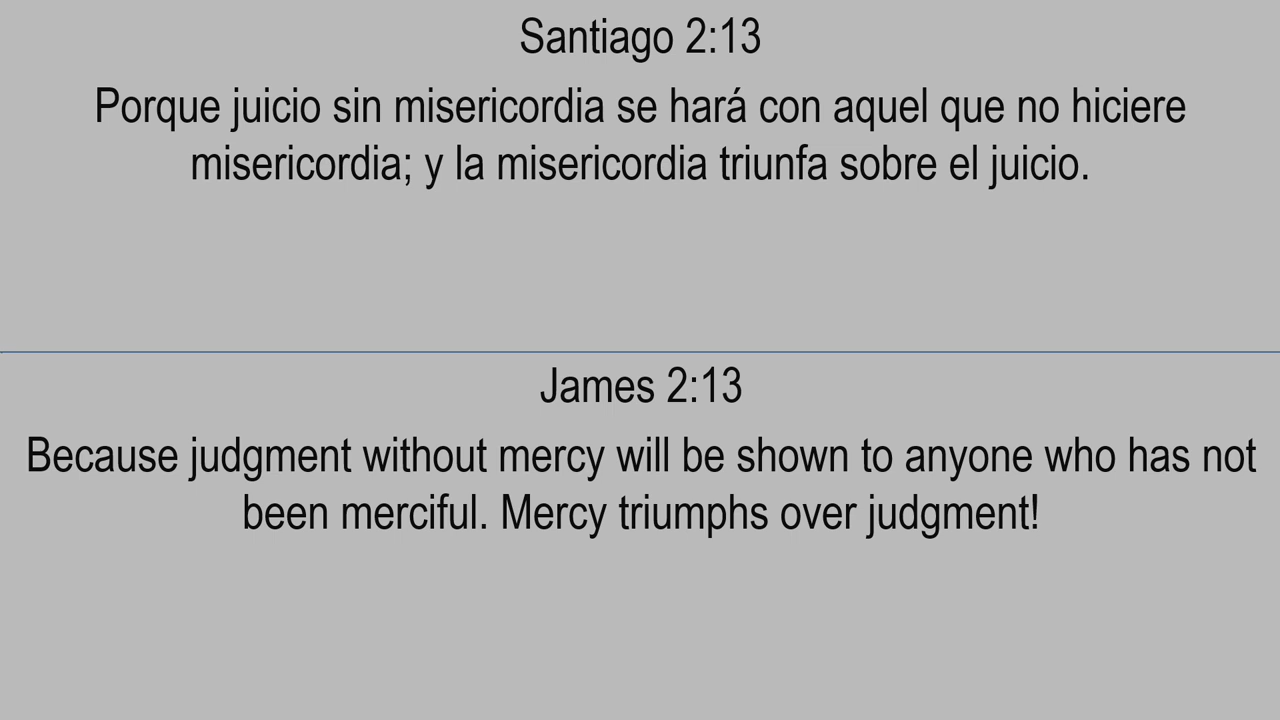 Santiago 2:13
Porque juicio sin misericordia se hará con aquel que no hiciere
misericordia; y la misericordia triunfa sobre el juicio.
James 2:13
Because judgment without mercy will be shown to anyone who has not
been merciful. Mercy triumphs over judgment!